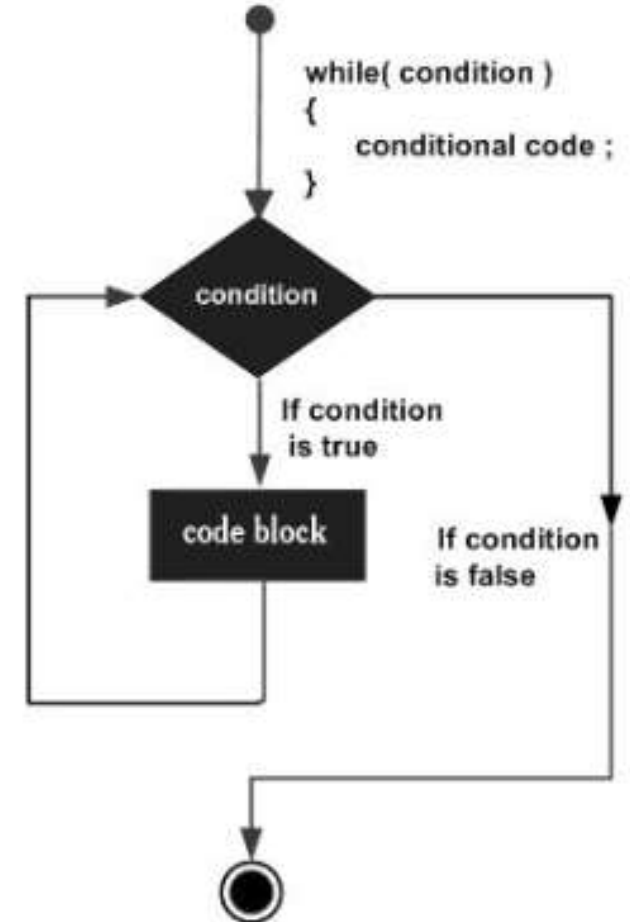 while( condition )
{
conditional code ;
}
condition
If condition
is true
code block
If condition
is false